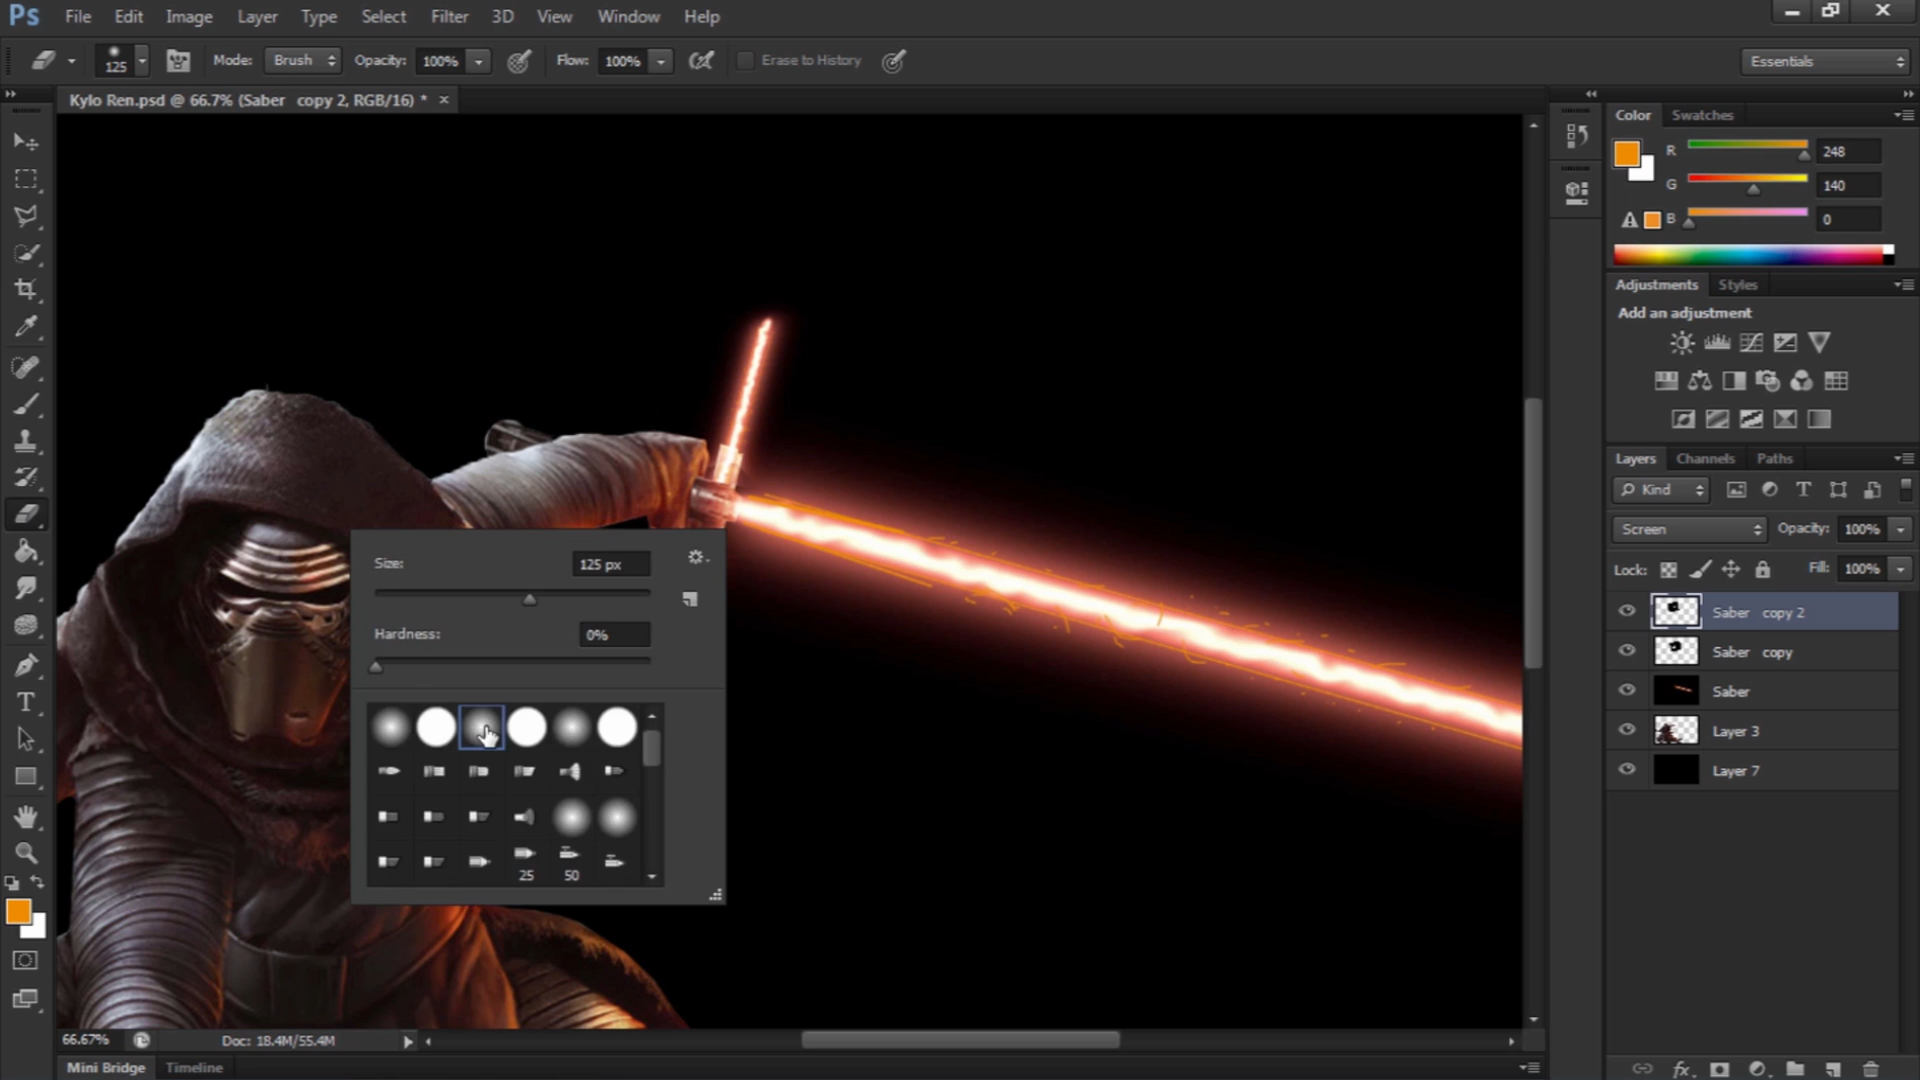 Ps File Edit Image Layer Type Select Filter 3D View Window Help
125 Mode: Brush Opacity: 100% Flow: 100% Erase to History Essentials
Kylo Ren.psd @ 66.7% (Saber copy 2, RGB/16) * ×
Color Swatches
R 248
G 140
B 0
Adjustments Styles
Add an adjustment
Layers Channels Paths
Kind
Screen Opacity: 100%
Lock: Fill: 100%
Saber copy 2
Saber copy
Saber
Layer 3
Layer 7
Size: 125 px
Hardness: 0%
25 50
66.67% Doc: 18.4M/55.4M
Mini Bridge Timeline
fx